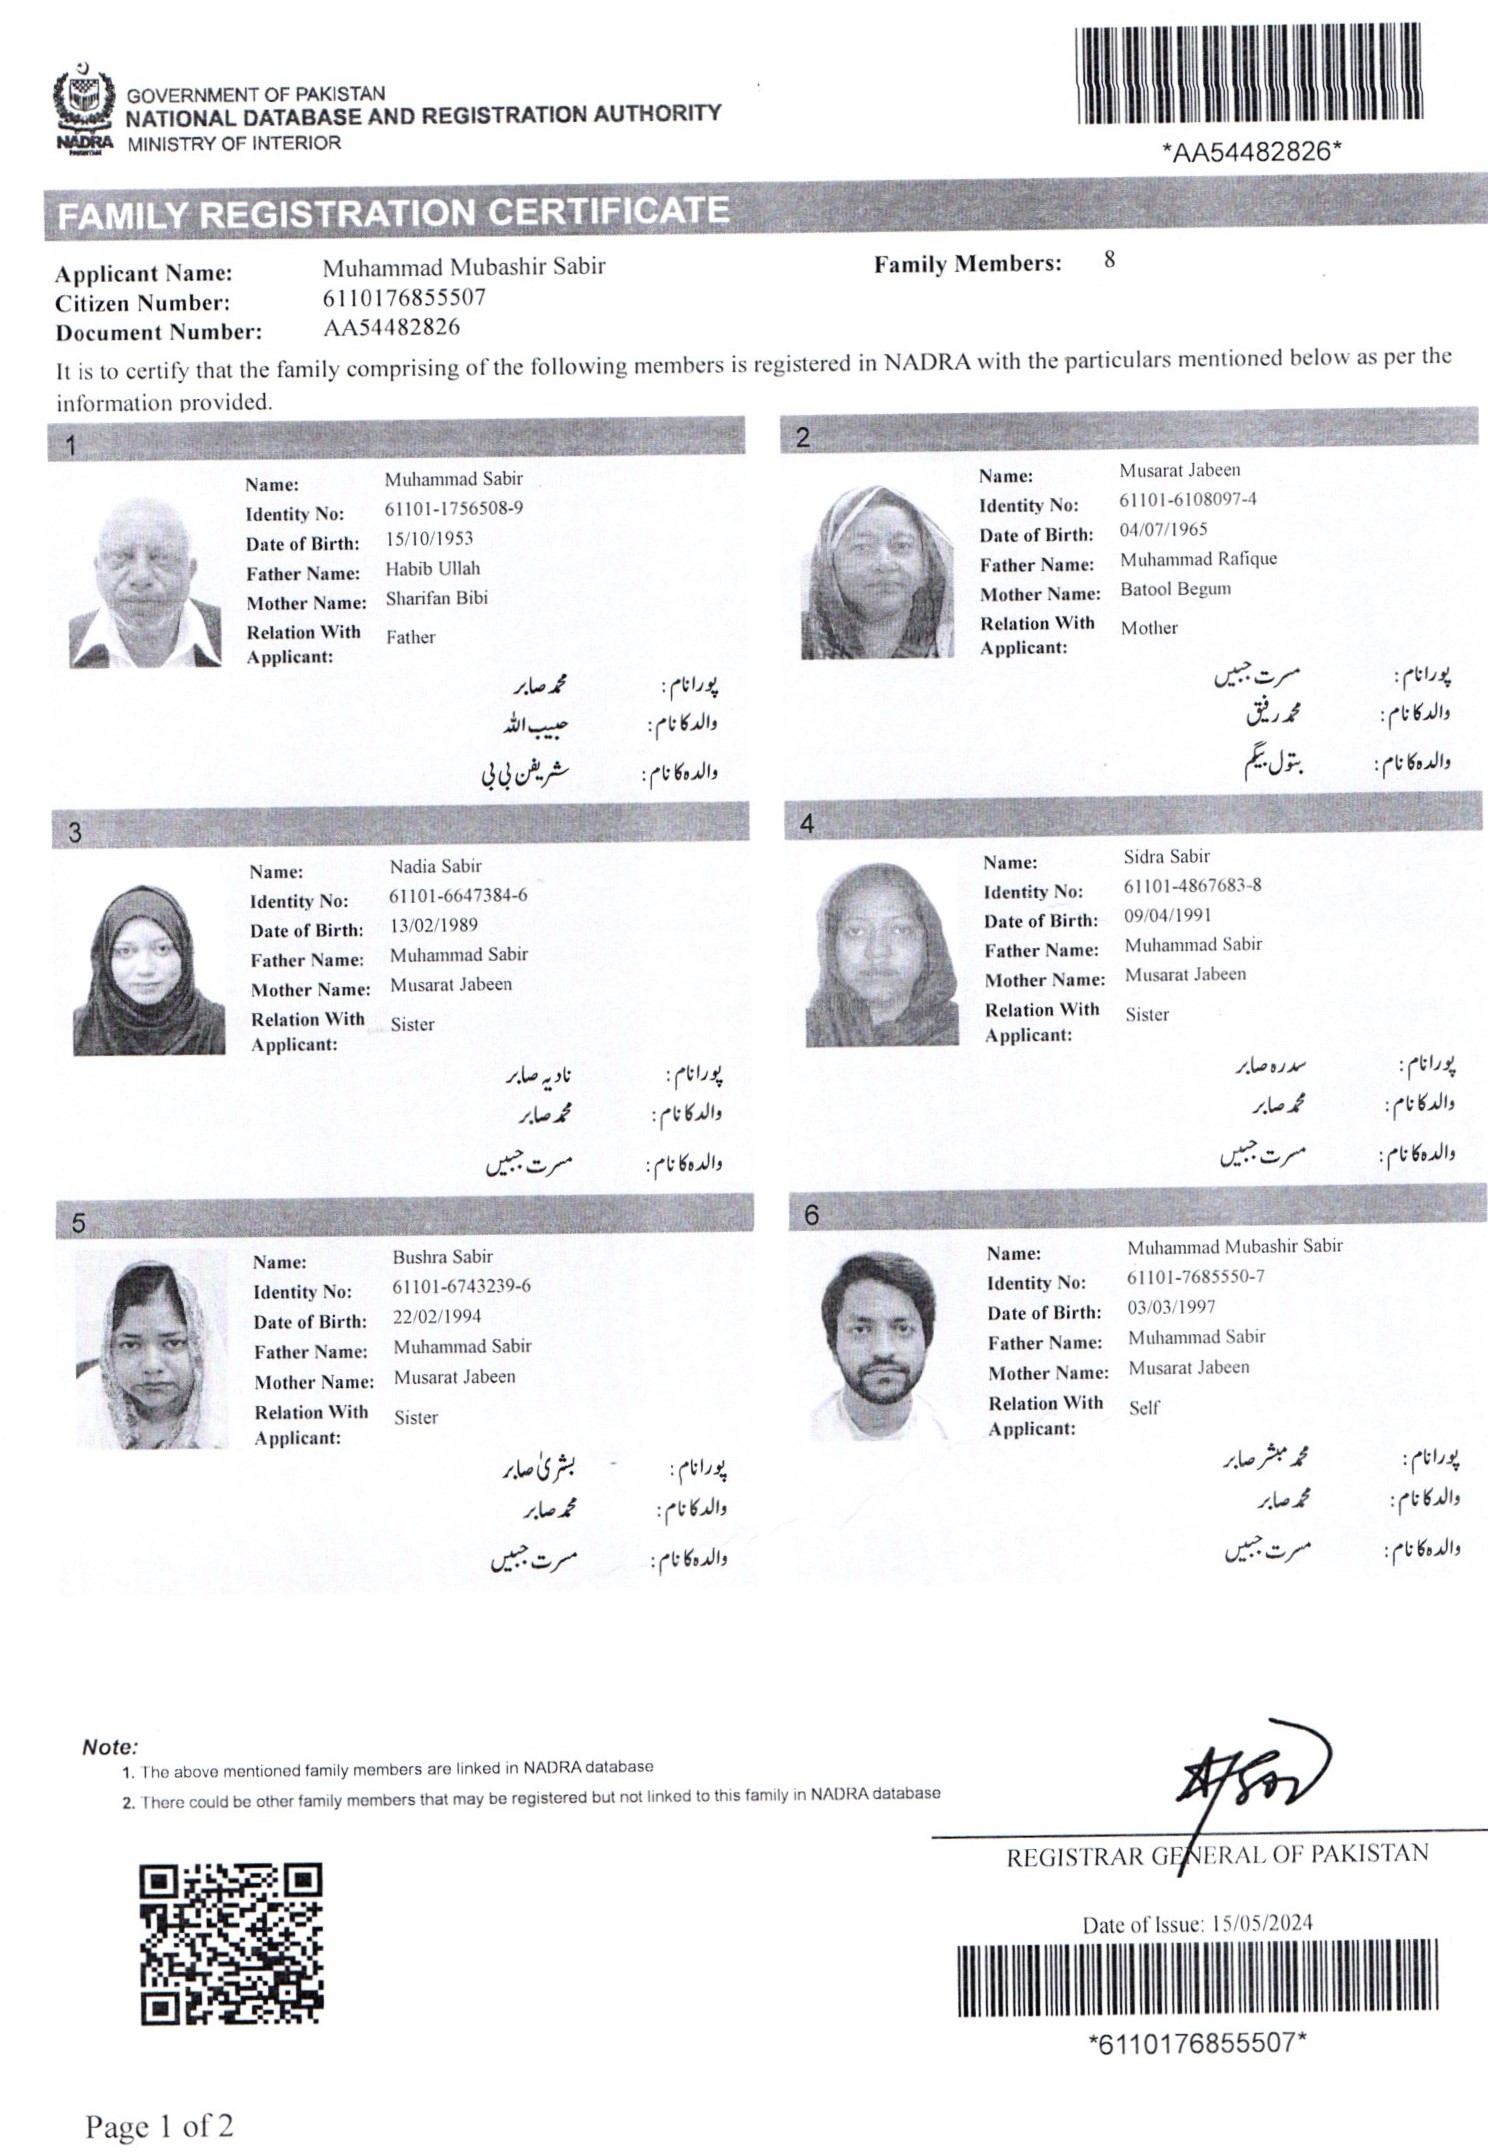 GOVERNMENT OF PAKISTAN
NATIONAL DATABASE AND REGISTRATION AUTHORITY
NADRA MINISTRY OF INTERIOR
PAKISTAN
*AA54482826*
FAMILY REGISTRATION CERTIFICATE
Applicant Name: Muhammad Mubashir Sabir
Family Members: 8
Citizen Number: 6110176855507
Document Number: AA54482826
It is to certify that the family comprising of the following members is registered in NADRA with the particulars mentioned below as per the
information provided.
1
Name: Muhammad Sabir
Identity No: 61101-1756508-9
Date of Birth: 15/10/1953
Father Name: Habib Ullah
Mother Name: Sharifan Bibi
Relation With Father
Applicant:
پورا نام: محمد صابر
والد کا نام: حبیب اللہ
والدہ کا نام: شریفن بی بی
2
Name: Musarat Jabeen
Identity No: 61101-6108097-4
Date of Birth: 04/07/1965
Father Name: Muhammad Rafique
Mother Name: Batool Begum
Relation With Mother
Applicant:
پورا نام: مسرت جبیں
والد کا نام: محمد رفیق
والدہ کا نام: بتول بیگم
3
Name: Nadia Sabir
Identity No: 61101-6647384-6
Date of Birth: 13/02/1989
Father Name: Muhammad Sabir
Mother Name: Musarat Jabeen
Relation With Sister
Applicant:
پورا نام: نادیہ صابر
والد کا نام: محمد صابر
والدہ کا نام: مسرت جبیں
4
Name: Sidra Sabir
Identity No: 61101-4867683-8
Date of Birth: 09/04/1991
Father Name: Muhammad Sabir
Mother Name: Musarat Jabeen
Relation With Sister
Applicant:
پورا نام: سدرہ صابر
والد کا نام: محمد صابر
والدہ کا نام: مسرت جبیں
5
Name: Bushra Sabir
Identity No: 61101-6743239-6
Date of Birth: 22/02/1994
Father Name: Muhammad Sabir
Mother Name: Musarat Jabeen
Relation With Sister
Applicant:
پورا نام: بشریٰ صابر
والد کا نام: محمد صابر
والدہ کا نام: مسرت جبیں
6
Name: Muhammad Mubashir Sabir
Identity No: 61101-7685550-7
Date of Birth: 03/03/1997
Father Name: Muhammad Sabir
Mother Name: Musarat Jabeen
Relation With Self
Applicant:
پورا نام: محمد مبشر صابر
والد کا نام: محمد صابر
والدہ کا نام: مسرت جبیں
Note:
1. The above mentioned family members are linked in NADRA database
2. There could be other family members that may be registered but not linked to this family in NADRA database
REGISTRAR GENERAL OF PAKISTAN
Date of Issue: 15/05/2024
*6110176855507*
Page 1 of 2